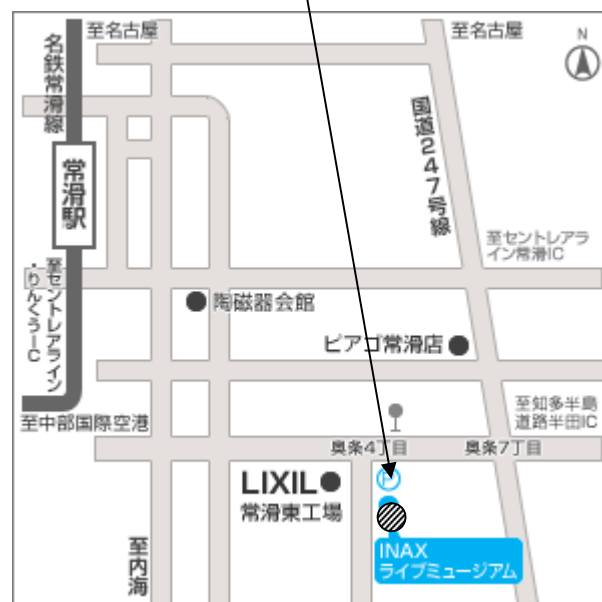 至名古屋
至名古屋
N
名鉄常滑線
国道247号線
常滑駅
至セントレアラ
イン常滑IC
至セントレアライン
・りんくうIC
陶磁器会館
ピアゴ常滑店
至中部国際空港
至知多半島
道路半田IC
奥条4丁目
奥条7丁目
LIXIL
常滑東工場
P
至内海
INAX
ライブミュージアム